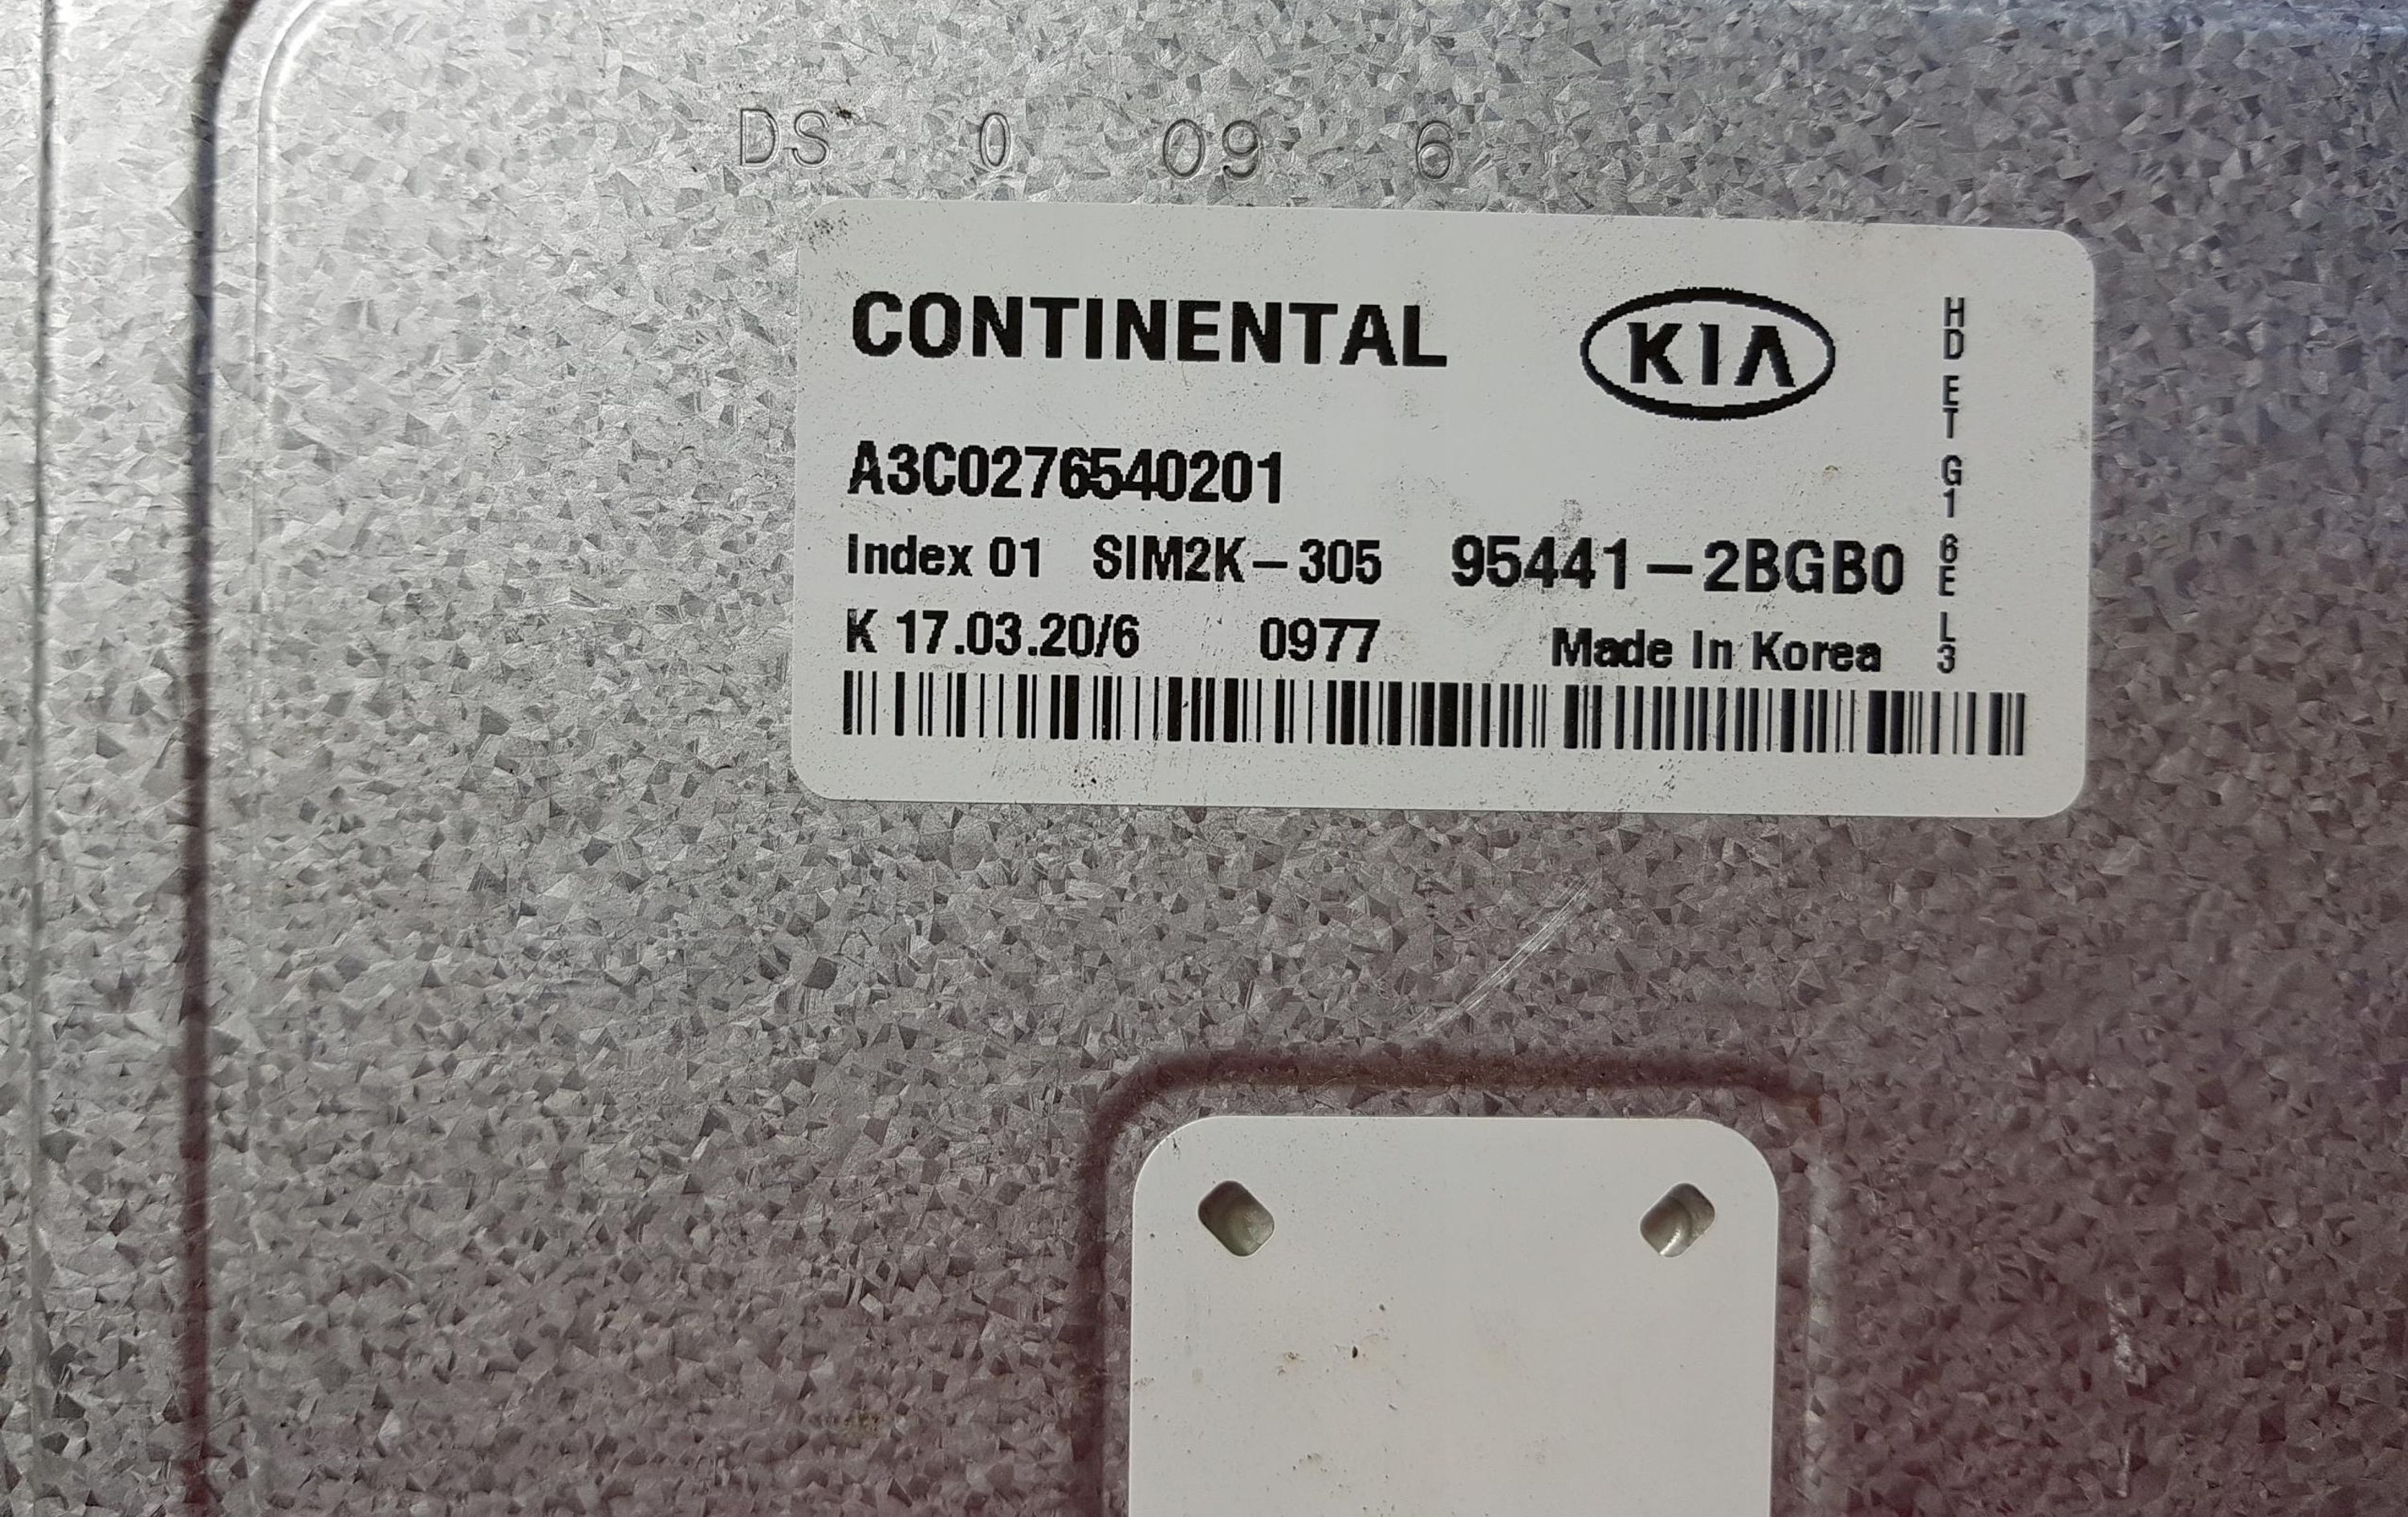 DS 0 09 6
CONTINENTAL
KIA
A3C0276540201
Index 01 SIM2K-305 95441-2BGB0
K 17.03.20/6 0977 Made In Korea
HD ET G1 6E L3